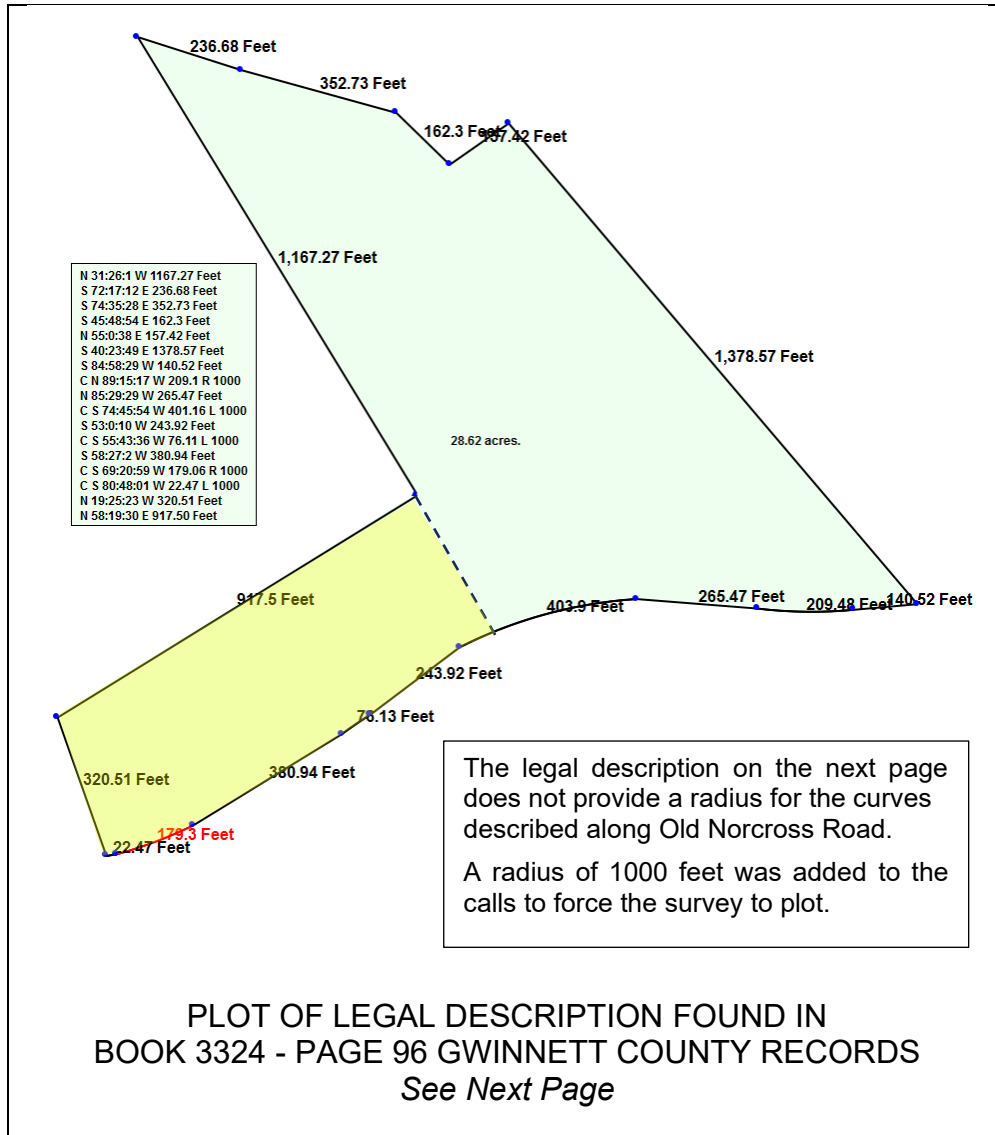 236.68 Feet
352.73 Feet
162.3 Feet
157.42 Feet
1,167.27 Feet
N 31:26:1 W 1167.27 Feet
S 72:17:12 E 236.68 Feet
S 74:35:28 E 352.73 Feet
S 45:48:54 E 162.3 Feet
N 55:0:38 E 157.42 Feet
S 40:23:49 E 1378.57 Feet
S 84:58:29 W 140.52 Feet
C N 89:15:17 W 209.1 R 1000
N 85:29:29 W 265.47 Feet
C S 74:45:54 W 401.16 L 1000
S 53:0:10 W 243.92 Feet
C S 55:43:36 W 76.11 L 1000
S 58:27:2 W 380.94 Feet
C S 69:20:59 W 179.06 R 1000
C S 80:48:01 W 22.47 L 1000
N 19:25:23 W 320.51 Feet
N 58:19:30 E 917.50 Feet
1,378.57 Feet
28.62 acres.
917.5 Feet
403.9 Feet
265.47 Feet
209.48 Feet
140.52 Feet
243.92 Feet
76.13 Feet
380.94 Feet
320.51 Feet
179.3 Feet
22.47 Feet
The legal description on the next page
does not provide a radius for the curves
described along Old Norcross Road.
A radius of 1000 feet was added to the
calls to force the survey to plot.
PLOT OF LEGAL DESCRIPTION FOUND IN
BOOK 3324 - PAGE 96 GWINNETT COUNTY RECORDS
See Next Page